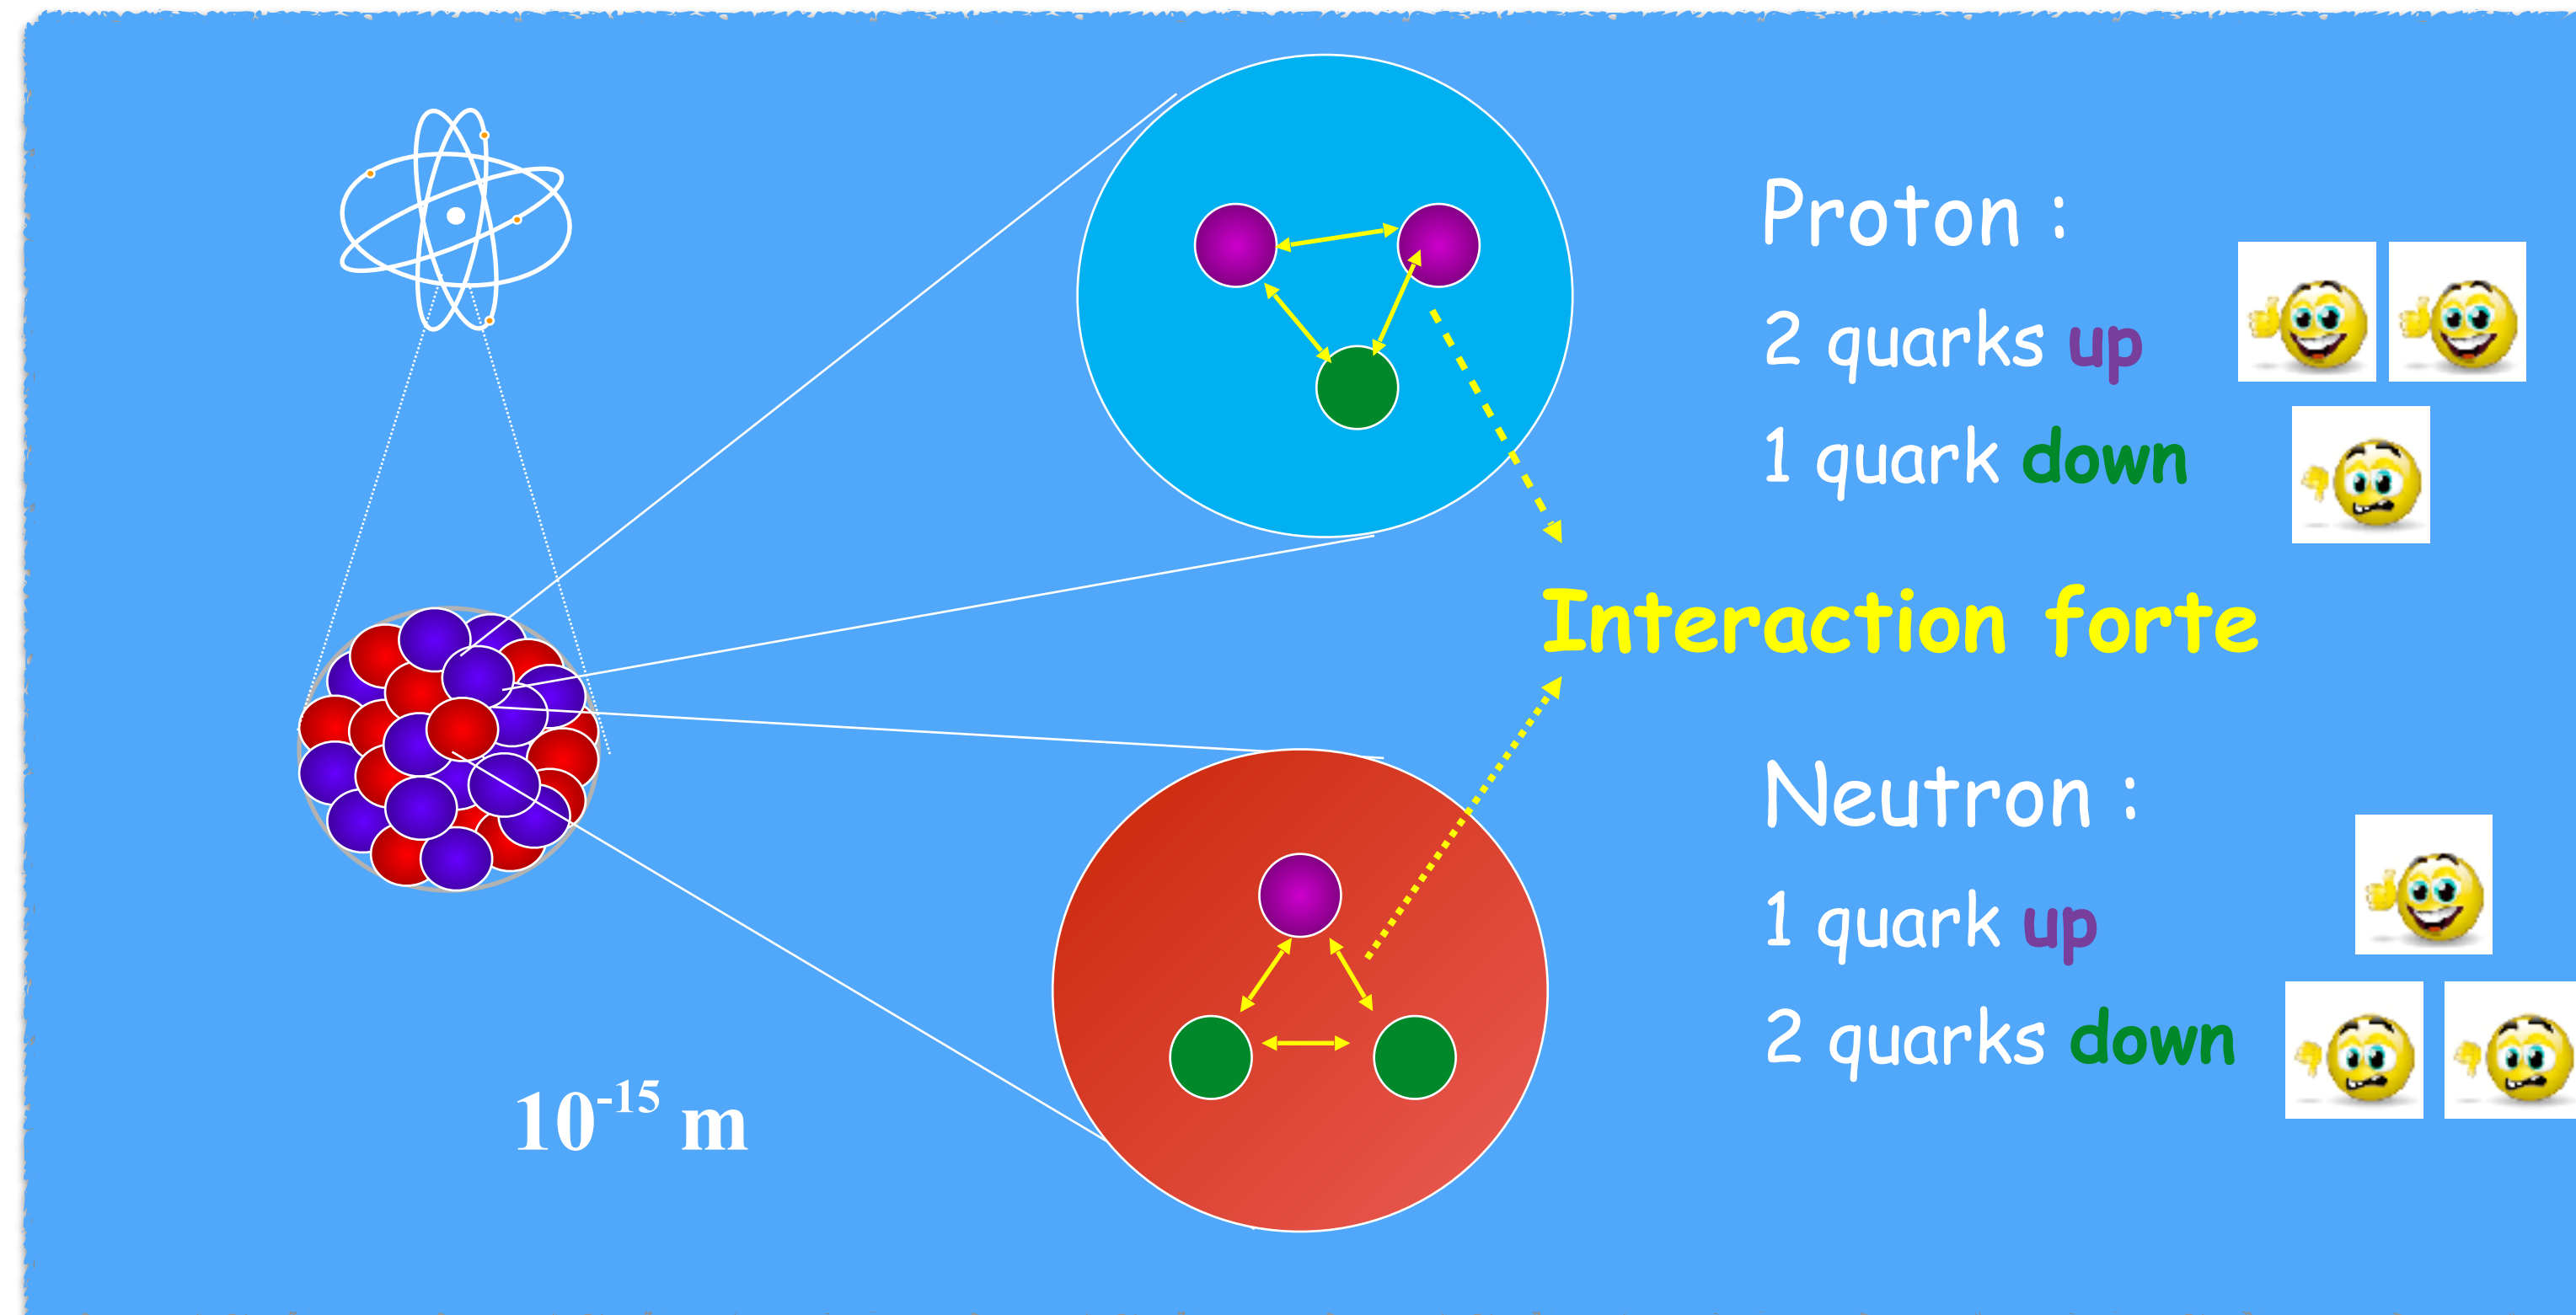 Proton :
2 quarks up
1 quark down
Interaction forte
Neutron :
1 quark up
2 quarks down
10⁻¹⁵ m